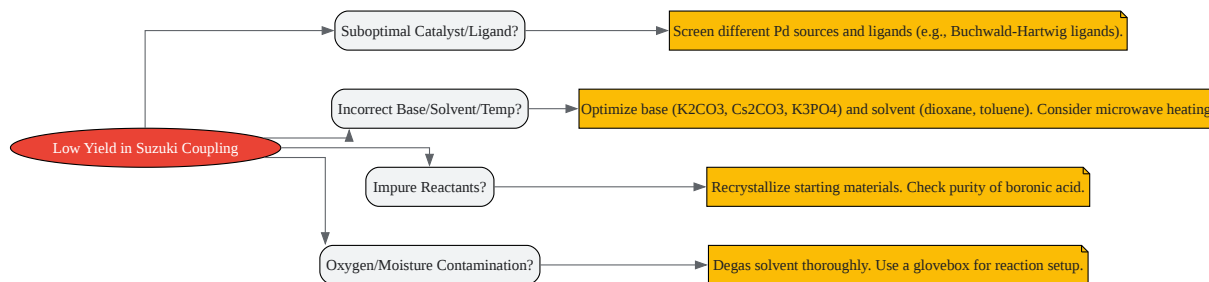 Suboptimal Catalyst/Ligand?
Screen different Pd sources and ligands (e.g., Buchwald-Hartwig ligands).
Incorrect Base/Solvent/Temp?
Optimize base (K2CO3, Cs2CO3, K3PO4) and solvent (dioxane, toluene). Consider microwave heating
Low Yield in Suzuki Coupling
Impure Reactants?
Recrystallize starting materials. Check purity of boronic acid.
Oxygen/Moisture Contamination?
Degas solvent thoroughly. Use a glovebox for reaction setup.